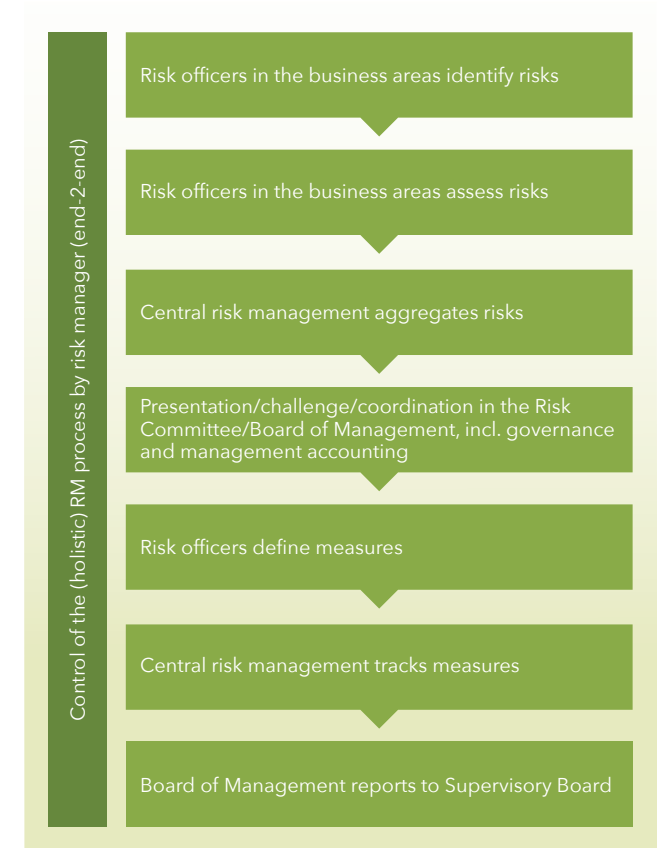 Control of the (holistic) RM process by risk manager (end-2-end)
Risk officers in the business areas identify risks
Risk officers in the business areas assess risks
Central risk management aggregates risks
Presentation/challenge/coordination in the Risk
Committee/Board of Management, incl. governance
and management accounting
Risk officers define measures
Central risk management tracks measures
Board of Management reports to Supervisory Board